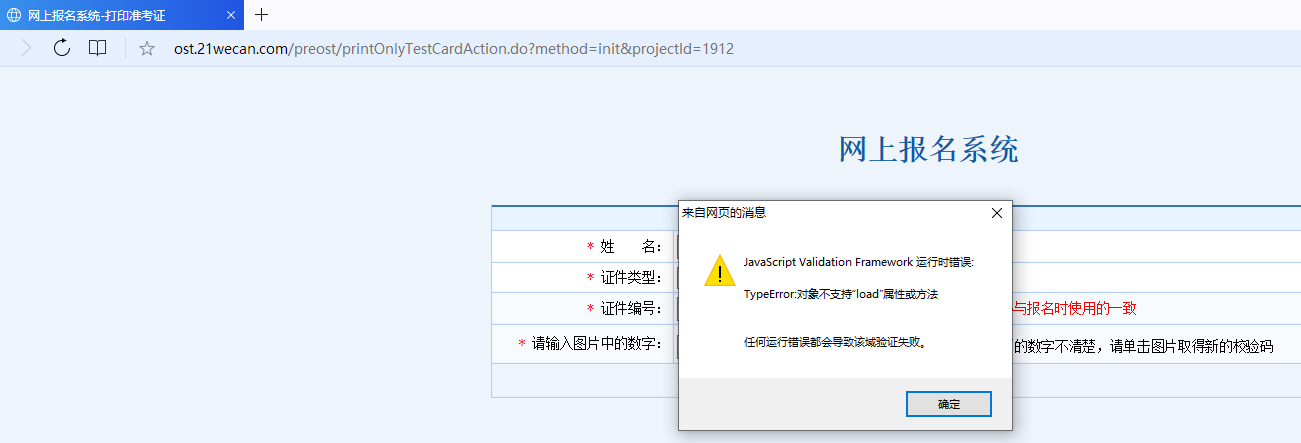 网上报名系统-打印准考证
ost.21wecan.com/preost/printOnlyTestCardAction.do?method=init&projectId=1912
网上报名系统
来自网页的消息
* 姓 名：
JavaScript Validation Framework 运行时错误:
* 证件类型：
TypeError:对象不支持"load"属性或方法
* 证件编号：
与报名时使用的一致
* 请输入图片中的数字：
任何运行错误都会导致该域验证失败。
的数字不清楚，请单击图片取得新的校验码
确定